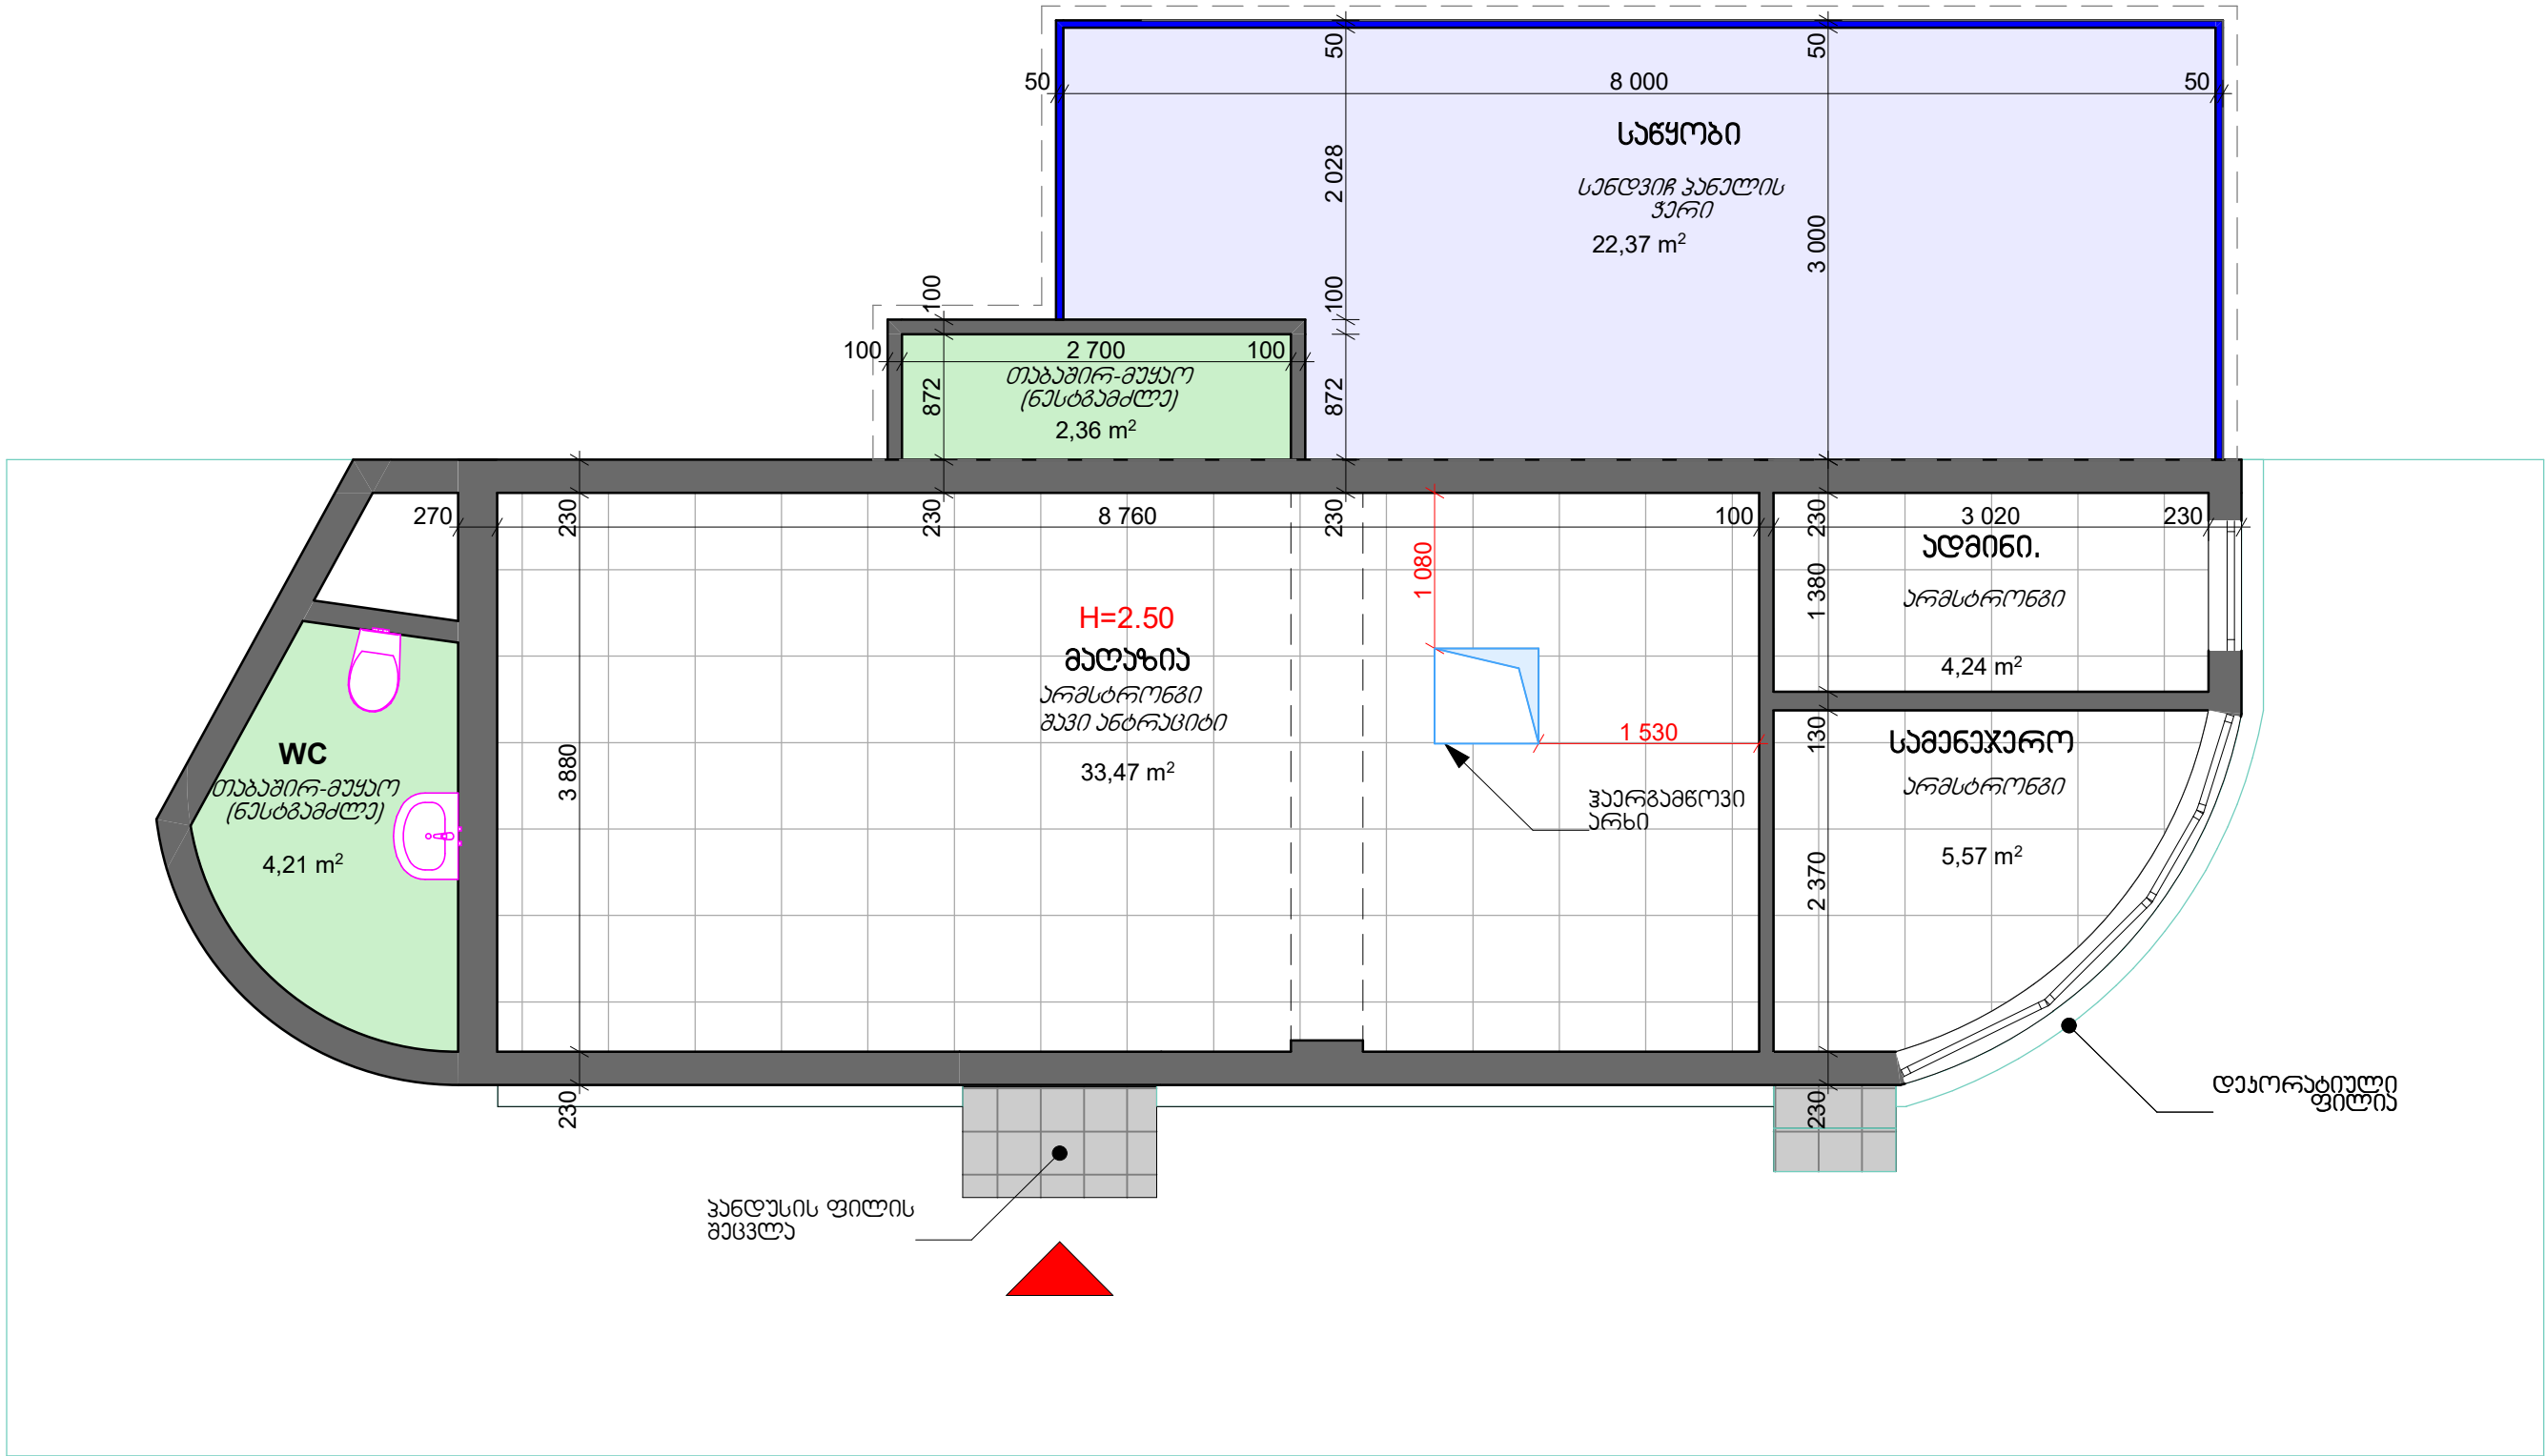 50
50
50
8 000
50
საწყობი
2 028
სენდვიჩ პანელის
ჭერი
22,37 m²
3 000
100
100
100
2 700
100
თაბაშირ-მუყაო
(ნესტგამძლე)
2,36 m²
872
872
270
230
230
8 760
230
100
230
3 020
230
ადმინი.
1 080
1 380
არმსტრონგი
H=2.50
მაღაზია
4,24 m²
არმსტრონგი
შავი ანტრაციტი
1 530
130
სამენეჯერო
WC
33,47 m²
3 880
თაბაშირ-მუყაო
(ნესტგამძლე)
არმსტრონგი
ჰაერგამწოვი
არხი
4,21 m²
5,57 m²
2 370
230
230
დეკორატიული
ფილია
პანდუსის ფილის
შეცვლა